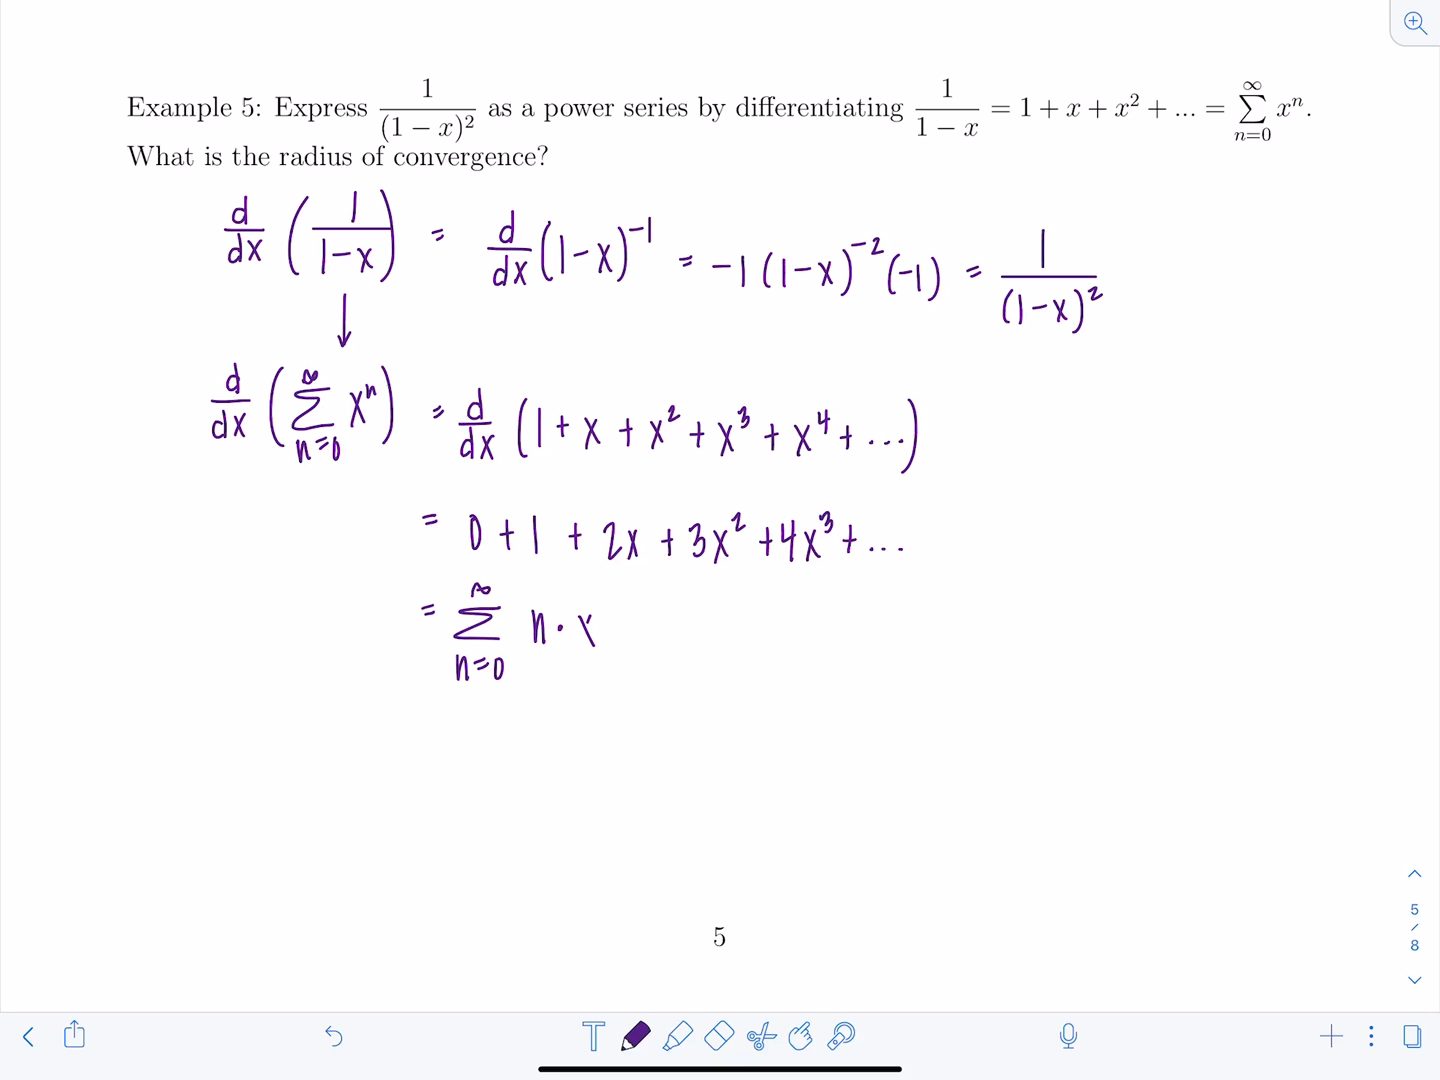 Example 5: Express 1/(1 − x)² as a power series by differentiating 1/(1 − x) = 1 + x + x² + ... = ∑_{n=0}^{∞} xⁿ.
What is the radius of convergence?
d/dx (1/(1−x)) = d/dx (1−x)⁻¹ = −1(1−x)⁻²(−1) = 1/(1−x)²
↓
d/dx (∑_{n=0}^{∞} xⁿ) = d/dx (1 + x + x² + x³ + x⁴ + ...)
= 0 + 1 + 2x + 3x² + 4x³ + ...
= ∑_{n=0}^{∞} n · x
5
/
8
5
T